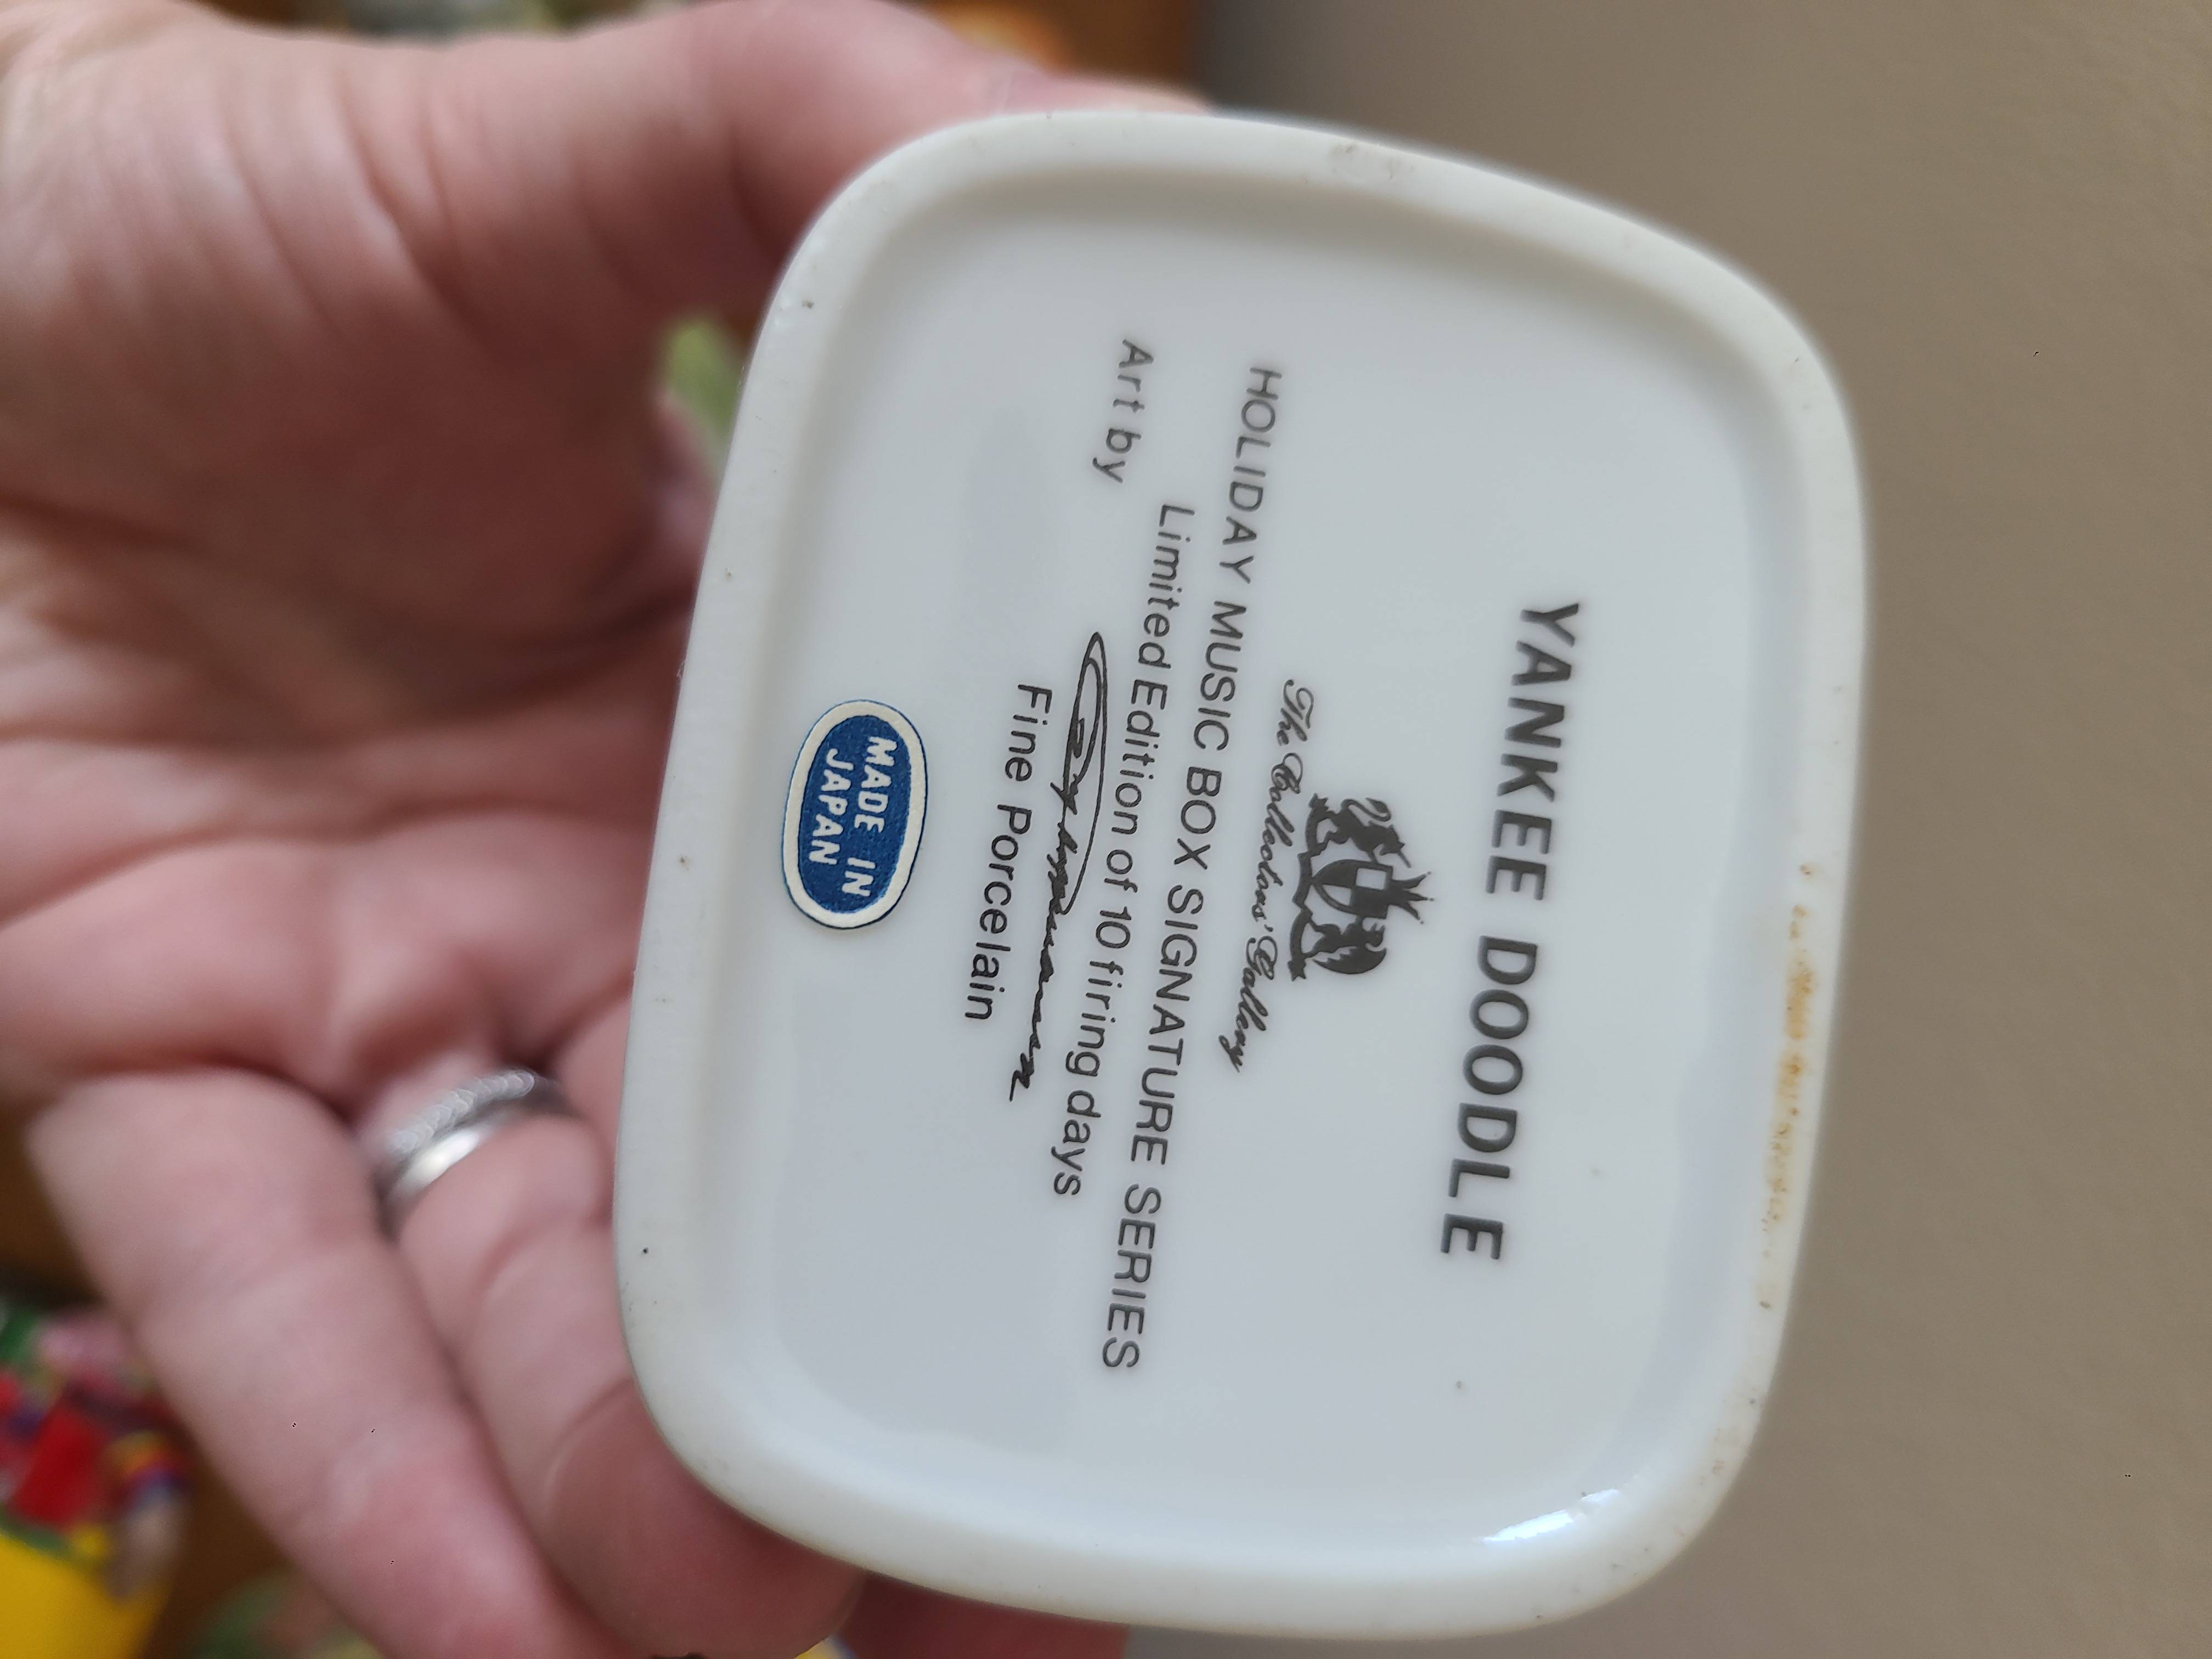 YANKEE DOODLE
The Collectors' Gallery
HOLIDAY MUSIC BOX SIGNATURE SERIES
Limited Edition of 10 firing days
Art by
Fine Porcelain
MADE IN
JAPAN